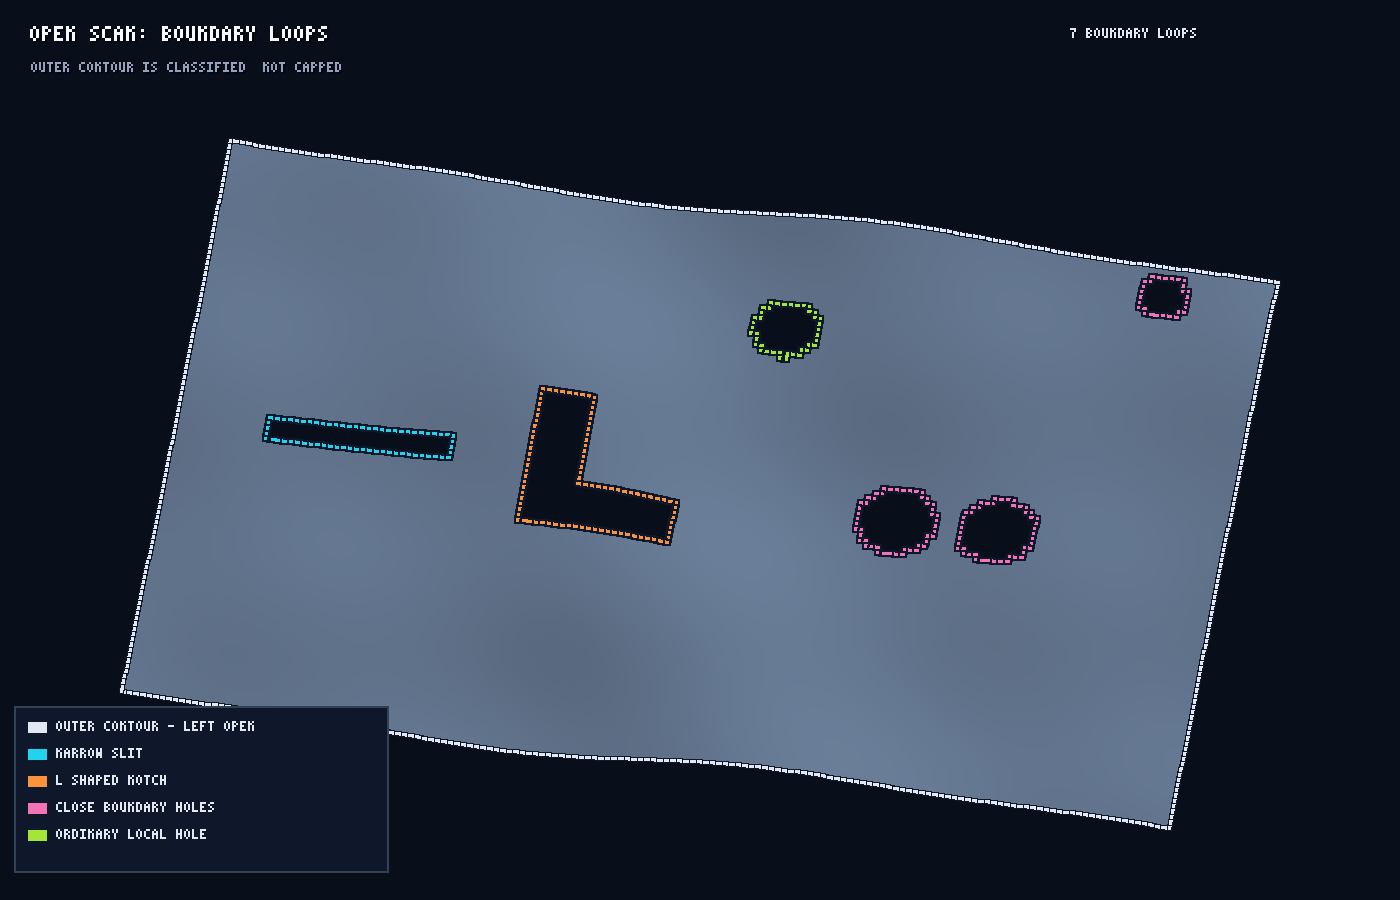 OPEN SCAN: BOUNDARY LOOPS
7 BOUNDARY LOOPS
OUTER CONTOUR IS CLASSIFIED NOT CAPPED
OUTER CONTOUR - LEFT OPEN
NARROW SLIT
L SHAPED NOTCH
CLOSE BOUNDARY HOLES
ORDINARY LOCAL HOLE